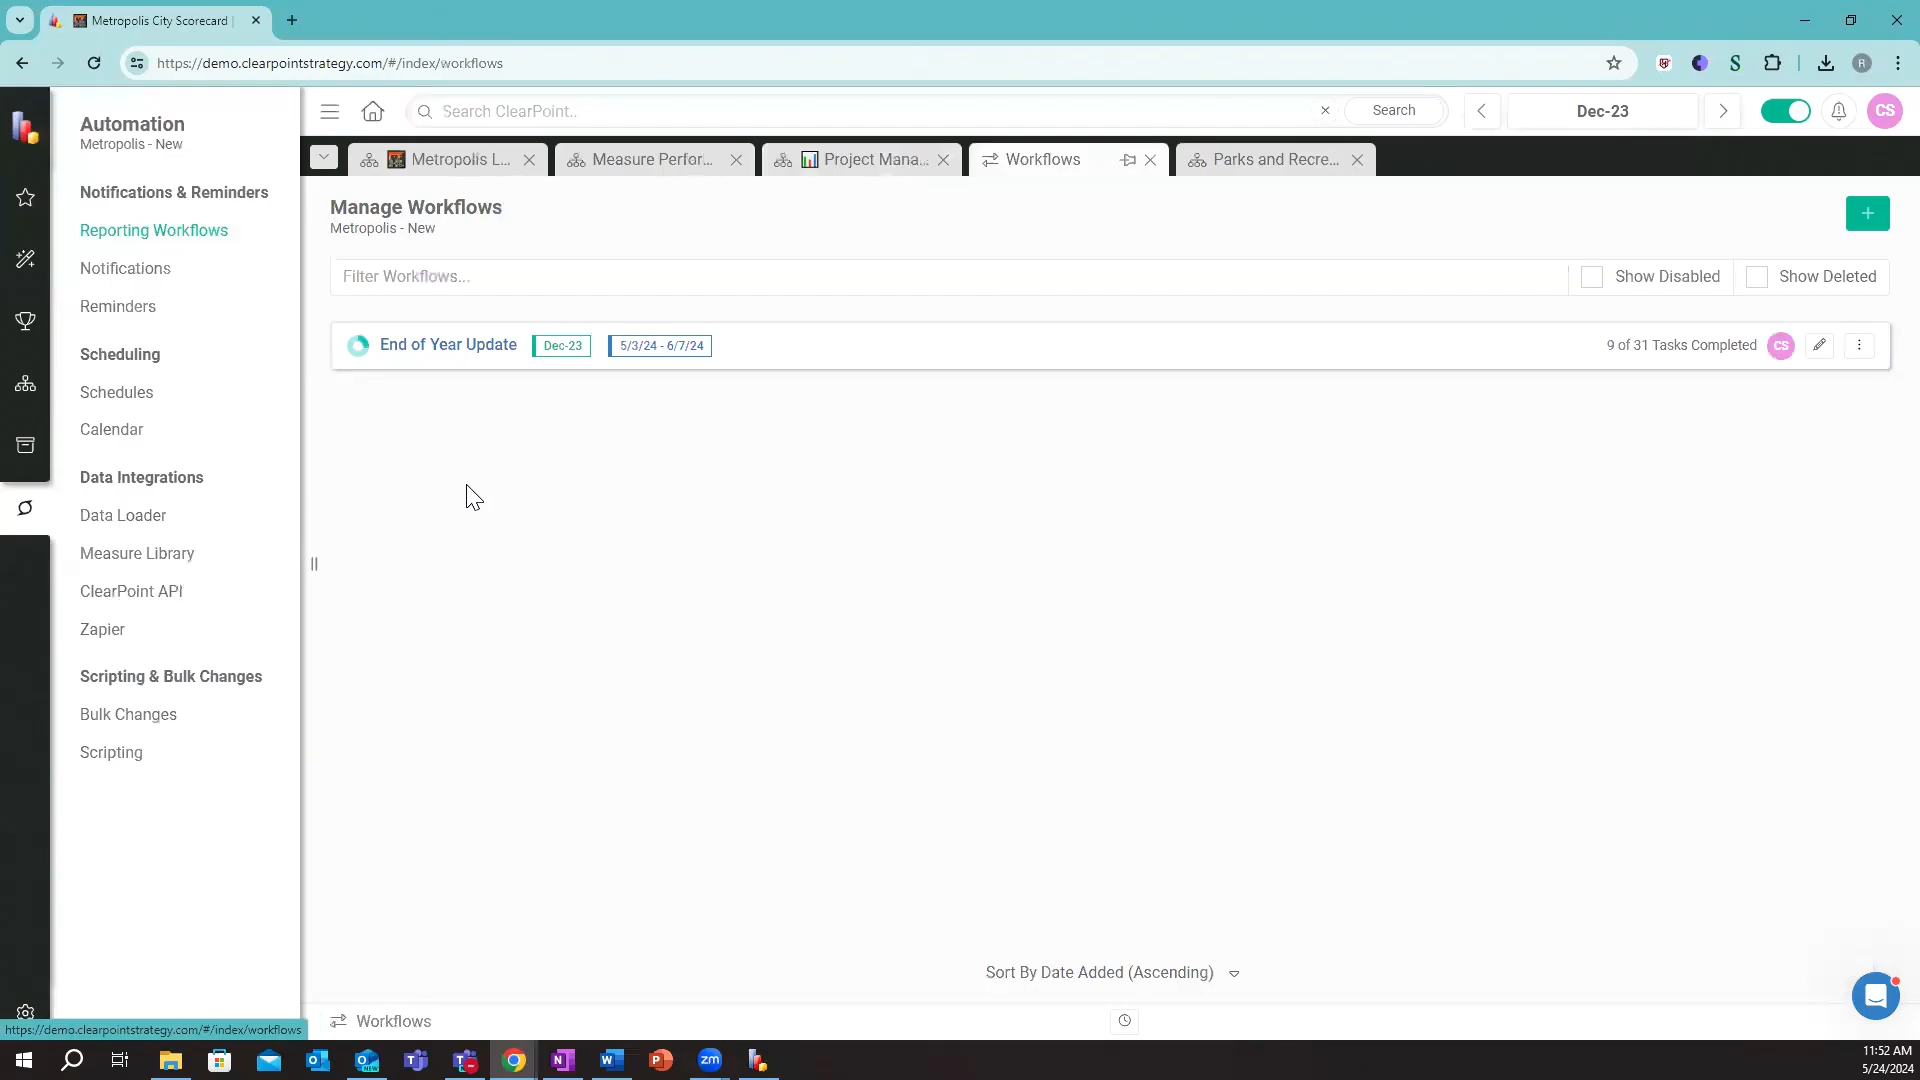 Metropolis City Scorecard |
https://demo.clearpointstrategy.com/#/index/workflows
Automation
Metropolis - New
Notifications & Reminders
Reporting Workflows
Notifications
Reminders
Scheduling
Schedules
Calendar
Data Integrations
Data Loader
Measure Library
ClearPoint API
Zapier
Scripting & Bulk Changes
Bulk Changes
Scripting
https://demo.clearpointstrategy.com/#/index/workflows
Search ClearPoint..
Search
Dec-23
CS
Metropolis L...
Measure Perfor...
Project Mana...
Workflows
Parks and Recre...
Manage Workflows
Metropolis - New
Filter Workflows...
Show Disabled
Show Deleted
End of Year Update
Dec-23
5/3/24 - 6/7/24
9 of 31 Tasks Completed
CS
Sort By Date Added (Ascending)
Workflows
11:52 AM
5/24/2024